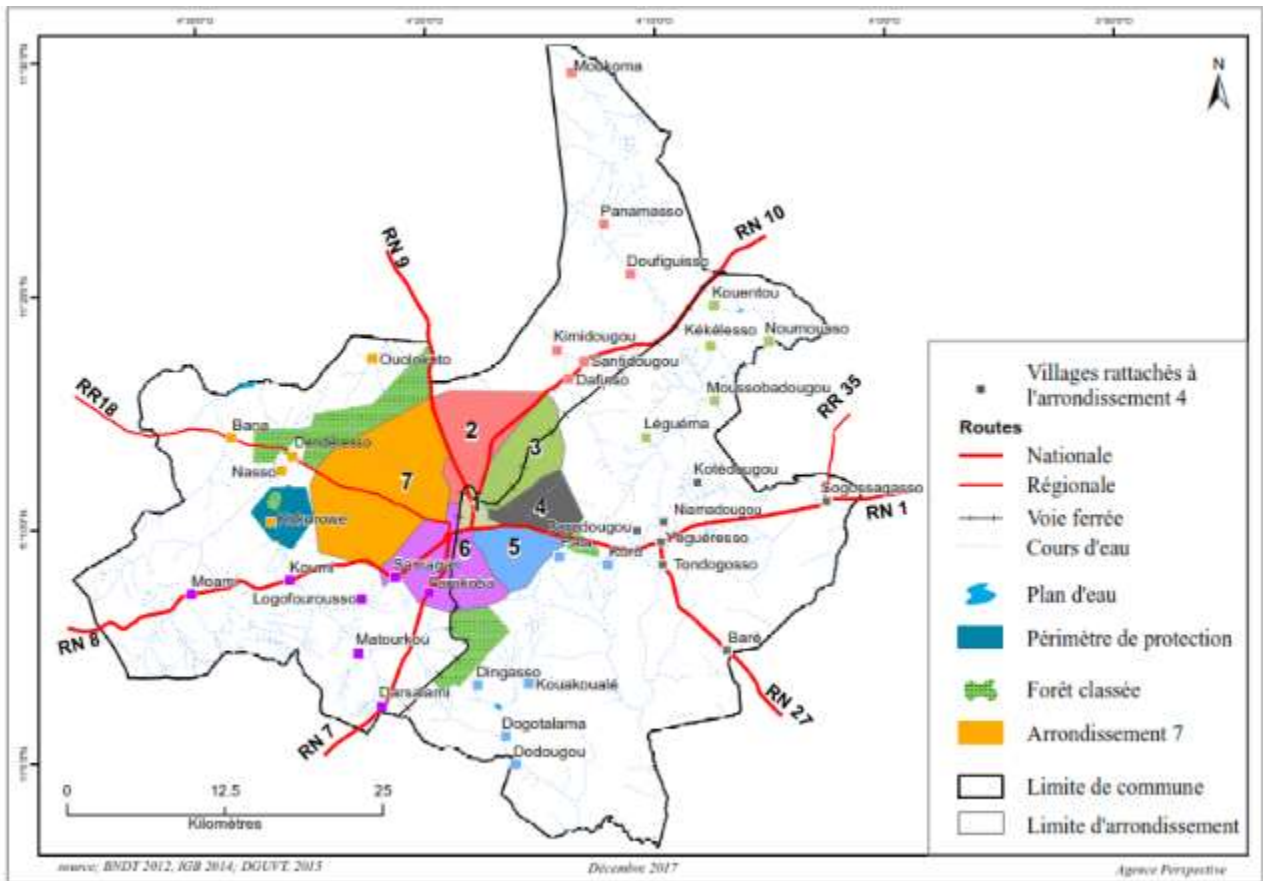 N
Moukoma
Panamasso
RN 10
RN 9
Doufiguisso
Kouentou
Kimidougou
Kékélesso
Noumousso
Santidougou
Dafinso
Moussobadougou
RR 35
RR18
Bana
2
Léguéma
3
Nasso
7
Kotédougou
4
Niamadougou
RN 1
Yéguéresso
6
5
Koro
Tondogosso
Koumi
Moami
Logofourousso
RN 8
Matourkou
Baré
Dingasso
Kouakoualé
Darsalami
RN 27
RN 7
Dogotalama
Dodougou
0
12.5
25
Kilomètres
Villages rattachés à
l'arrondissement 4
Routes
Nationale
Régionale
Voie ferrée
Cours d'eau
Plan d'eau
Périmètre de protection
Forêt classée
Arrondissement 7
Limite de commune
Limite d'arrondissement
source; BNDT 2012, IGB 2014; DGUVT, 2015
Décembre 2017
Agence Perspective